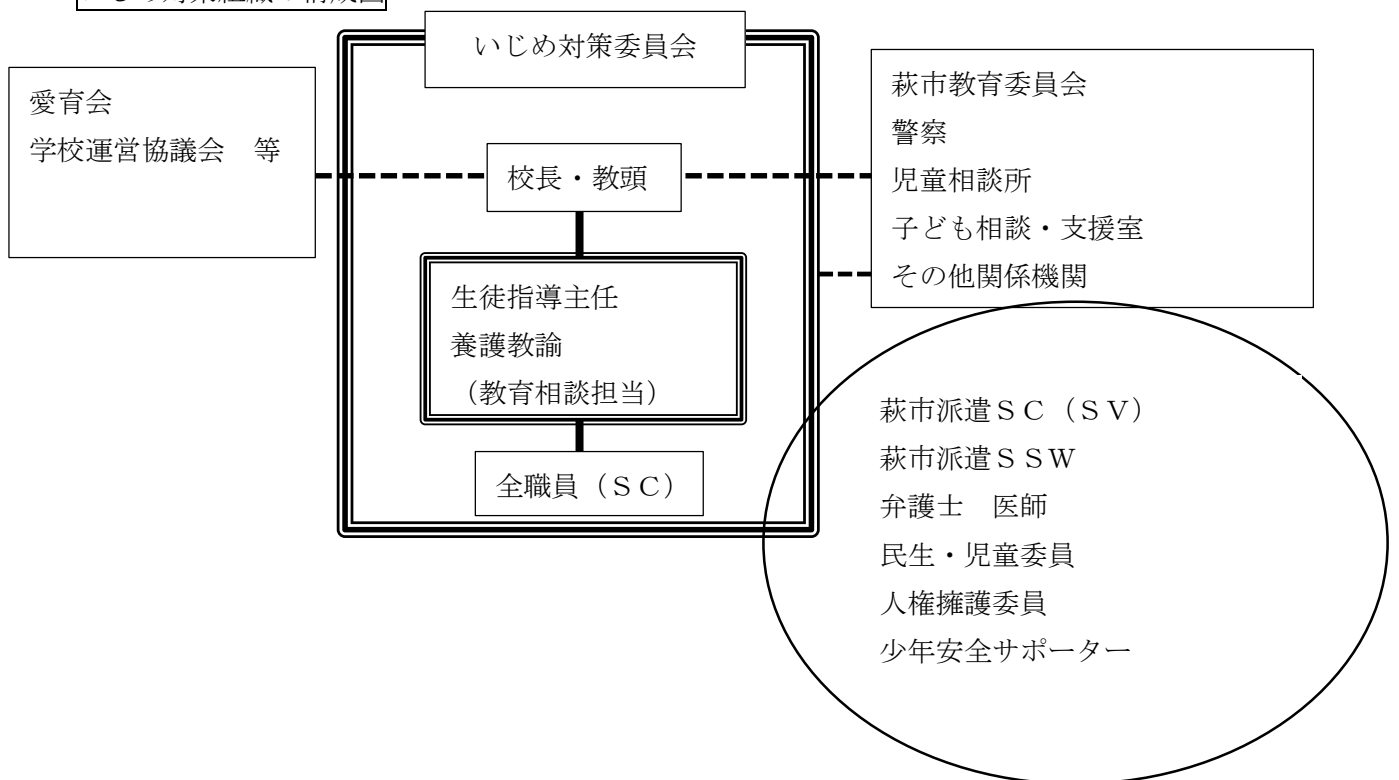 いじめ対策委員会
愛育会
学校運営協議会　等
校長・教頭
生徒指導主任
養護教諭
（教育相談担当）
全職員（ＳＣ）
萩市教育委員会
警察
児童相談所
子ども相談・支援室
その他関係機関
萩市派遣ＳＣ（ＳＶ）
萩市派遣ＳＳＷ
弁護士　医師
民生・児童委員
人権擁護委員
少年安全サポーター